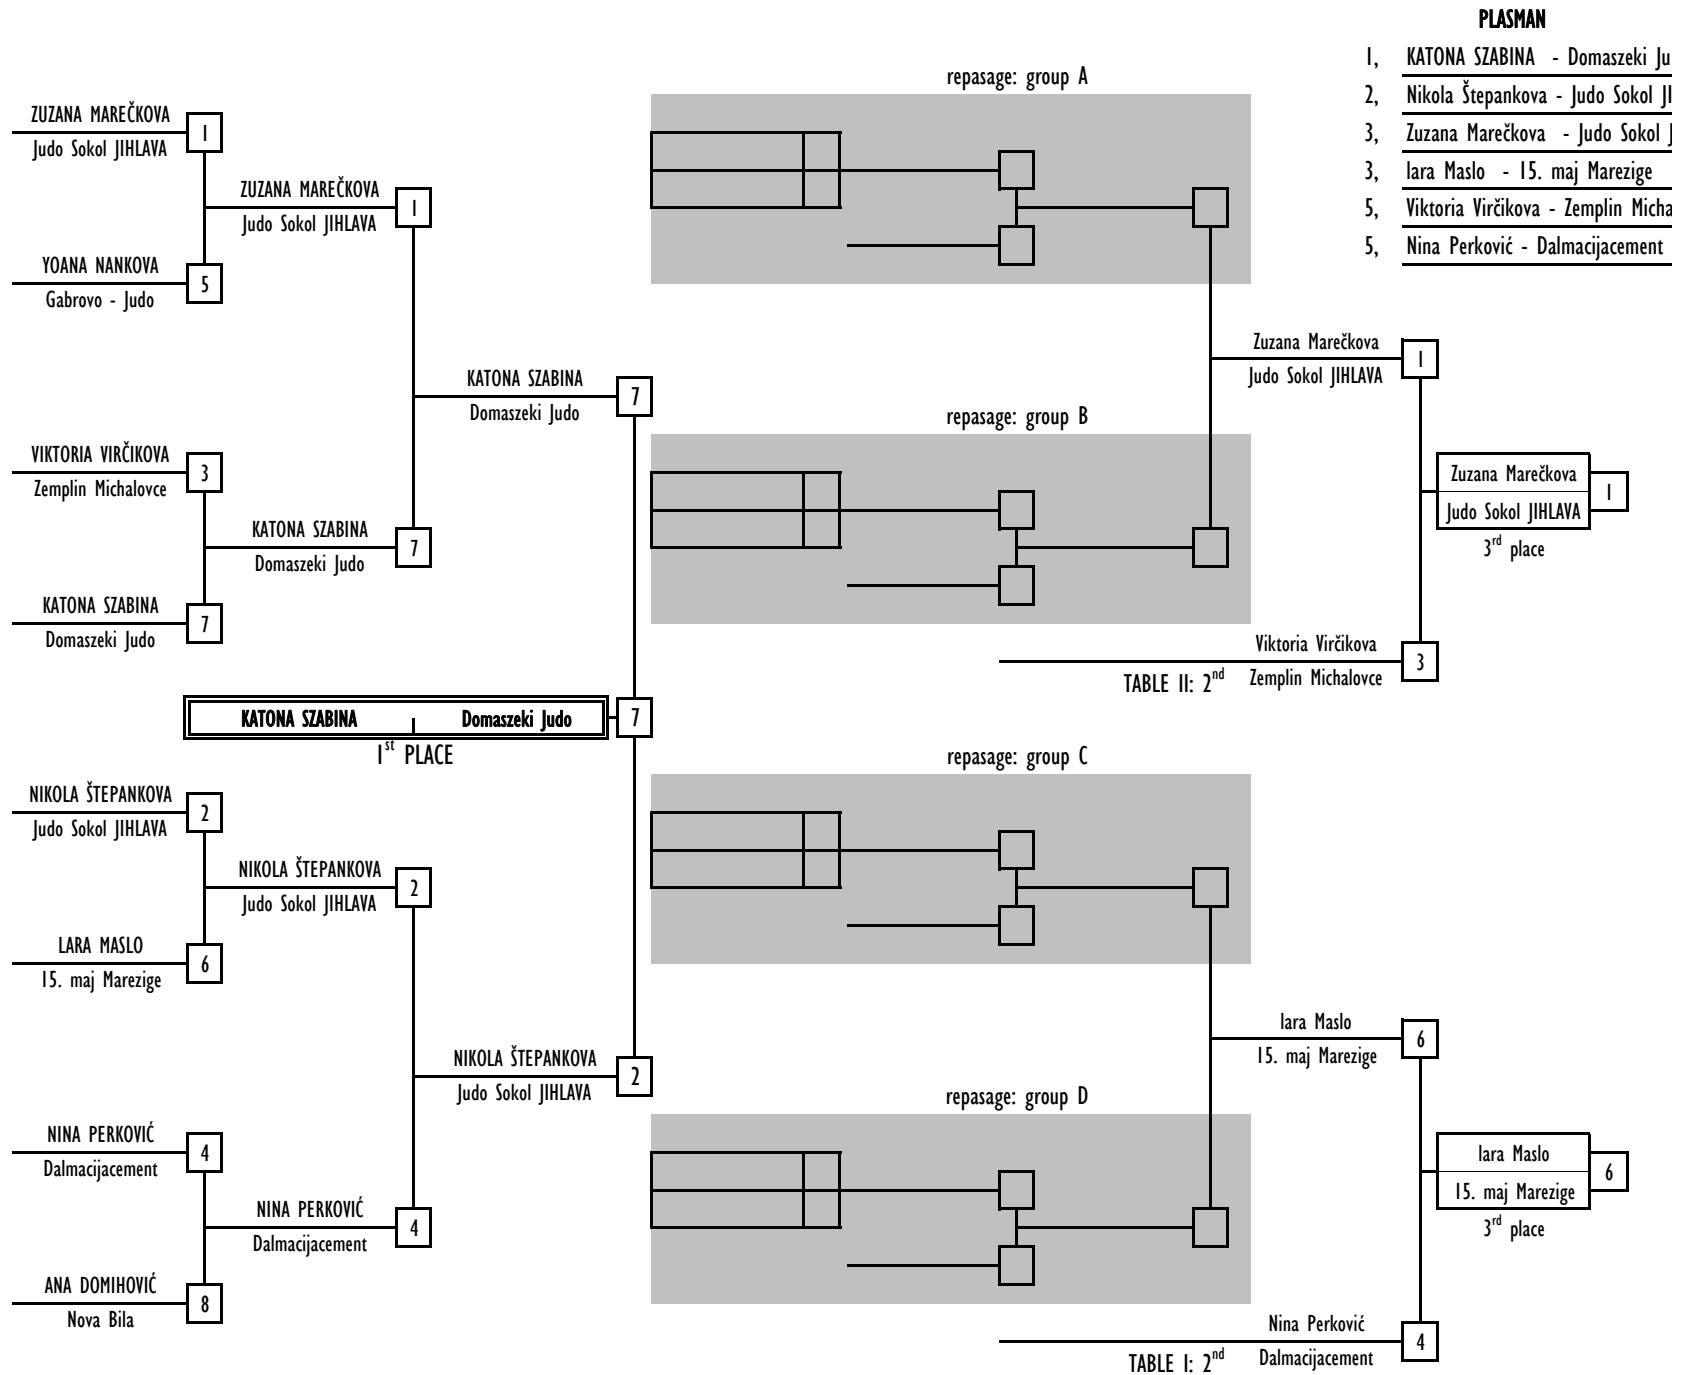 PLASMAN
1, KATONA SZABINA - Domaszeki Ju
2, Nikola Štepankova - Judo Sokol JI
3, Zuzana Marečkova - Judo Sokol J
3, lara Maslo - 15. maj Marezige
5, Viktoria Virčikova - Zemplin Micha
5, Nina Perković - Dalmacijacement
ZUZANA MAREČKOVA
1
Judo Sokol JIHLAVA
ZUZANA MAREČKOVA
1
Judo Sokol JIHLAVA
YOANA NANKOVA
5
Gabrovo - Judo
KATONA SZABINA
7
Domaszeki Judo
VIKTORIA VIRČIKOVA
3
Zemplin Michalovce
KATONA SZABINA
7
Domaszeki Judo
KATONA SZABINA
7
Domaszeki Judo
KATONA SZABINA Domaszeki Judo
7
1st PLACE
NIKOLA ŠTEPANKOVA
2
Judo Sokol JIHLAVA
NIKOLA ŠTEPANKOVA
2
Judo Sokol JIHLAVA
LARA MASLO
6
15. maj Marezige
NIKOLA ŠTEPANKOVA
2
Judo Sokol JIHLAVA
NINA PERKOVIĆ
4
Dalmacijacement
NINA PERKOVIĆ
4
Dalmacijacement
ANA DOMIHOVIĆ
8
Nova Bila
repasage: group A
repasage: group B
Zuzana Marečkova
1
Judo Sokol JIHLAVA
Zuzana Marečkova
1
Judo Sokol JIHLAVA
3rd place
Viktoria Virčikova
3
TABLE II: 2nd Zemplin Michalovce
repasage: group C
repasage: group D
lara Maslo
6
15. maj Marezige
lara Maslo
6
15. maj Marezige
3rd place
Nina Perković
4
TABLE I: 2nd Dalmacijacement